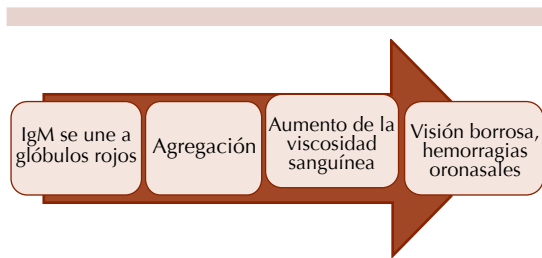 IgM se une a
glóbulos rojos
Agregación
Aumento de la
viscosidad
sanguínea
Visión borrosa,
hemorragias
oronasales